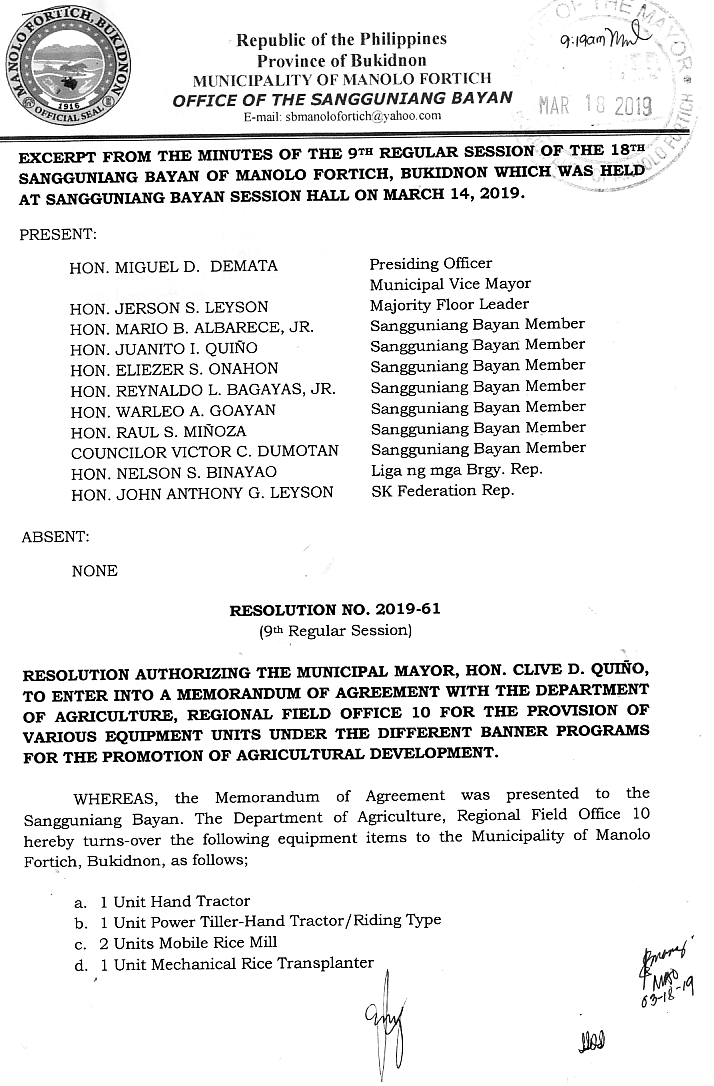 MANOLO FORTICH, BUKIDNON
1916
OFFICIAL SEAL
Republic of the Philippines
Province of Bukidnon
MUNICIPALITY OF MANOLO FORTICH
OFFICE OF THE SANGGUNIANG BAYAN
E-mail: sbmanolofortich@yahoo.com
OF THE MAYOR
9:19am
MAR 18 2019
EXCERPT FROM THE MINUTES OF THE 9TH REGULAR SESSION OF THE 18TH
SANGGUNIANG BAYAN OF MANOLO FORTICH, BUKIDNON WHICH WAS HELD
AT SANGGUNIANG BAYAN SESSION HALL ON MARCH 14, 2019.
PRESENT:
HON. MIGUEL D. DEMATA Presiding Officer
Municipal Vice Mayor
HON. JERSON S. LEYSON Majority Floor Leader
HON. MARIO B. ALBARECE, JR. Sangguniang Bayan Member
HON. JUANITO I. QUIÑO Sangguniang Bayan Member
HON. ELIEZER S. ONAHON Sangguniang Bayan Member
HON. REYNALDO L. BAGAYAS, JR. Sangguniang Bayan Member
HON. WARLEO A. GOAYAN Sangguniang Bayan Member
HON. RAUL S. MIÑOZA Sangguniang Bayan Member
COUNCILOR VICTOR C. DUMOTAN Sangguniang Bayan Member
HON. NELSON S. BINAYAO Liga ng mga Brgy. Rep.
HON. JOHN ANTHONY G. LEYSON SK Federation Rep.
ABSENT:
NONE
RESOLUTION NO. 2019-61
(9th Regular Session)
RESOLUTION AUTHORIZING THE MUNICIPAL MAYOR, HON. CLIVE D. QUIÑO,
TO ENTER INTO A MEMORANDUM OF AGREEMENT WITH THE DEPARTMENT
OF AGRICULTURE, REGIONAL FIELD OFFICE 10 FOR THE PROVISION OF
VARIOUS EQUIPMENT UNITS UNDER THE DIFFERENT BANNER PROGRAMS
FOR THE PROMOTION OF AGRICULTURAL DEVELOPMENT.
WHEREAS, the Memorandum of Agreement was presented to the
Sangguniang Bayan. The Department of Agriculture, Regional Field Office 10
hereby turns-over the following equipment items to the Municipality of Manolo
Fortich, Bukidnon, as follows;
a. 1 Unit Hand Tractor
b. 1 Unit Power Tiller-Hand Tractor/Riding Type
c. 2 Units Mobile Rice Mill
d. 1 Unit Mechanical Rice Transplanter
MAO
03-18-19